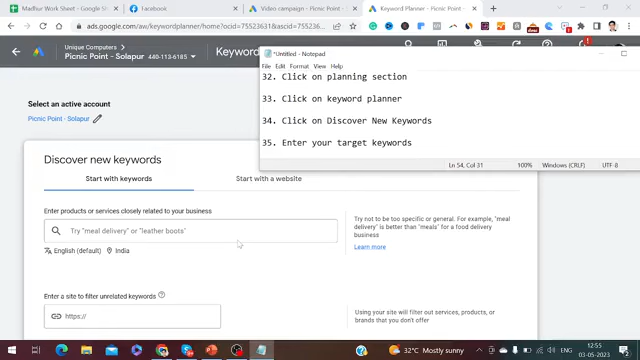 Madhur Work Sheet - Google S
Facebook
Video campaign - Picnic Point -
Keyword Planner - Picnic Point -
ads.google.com/aw/keywordplanner/home?ocid=775523631&euid=
Unique Computers
Picnic Point - Solapur
440-113-6185
Keyword
*Untitled - Notepad
File Edit Format View Help
32. Click on planning section
33. Click on keyword planner
34. Click on Discover New Keywords
35. Enter your target keywords
Ln 54, Col 31
100%
Windows (CRLF)
UTF-8
Select an active account
Picnic Point - Solapur
Discover new keywords
Start with keywords
Start with a website
Enter products or services closely related to your business
Try "meal delivery" or "leather boots"
English (default)
India
Try not to be too specific or general. For example, "meal
delivery" is better than "meals" for a food delivery
business
Learn more
Enter a site to filter unrelated keywords
https://
Using your site will filter out services, products, or
brands that you don't offer
32°C Mostly sunny
12:55
03-05-2023